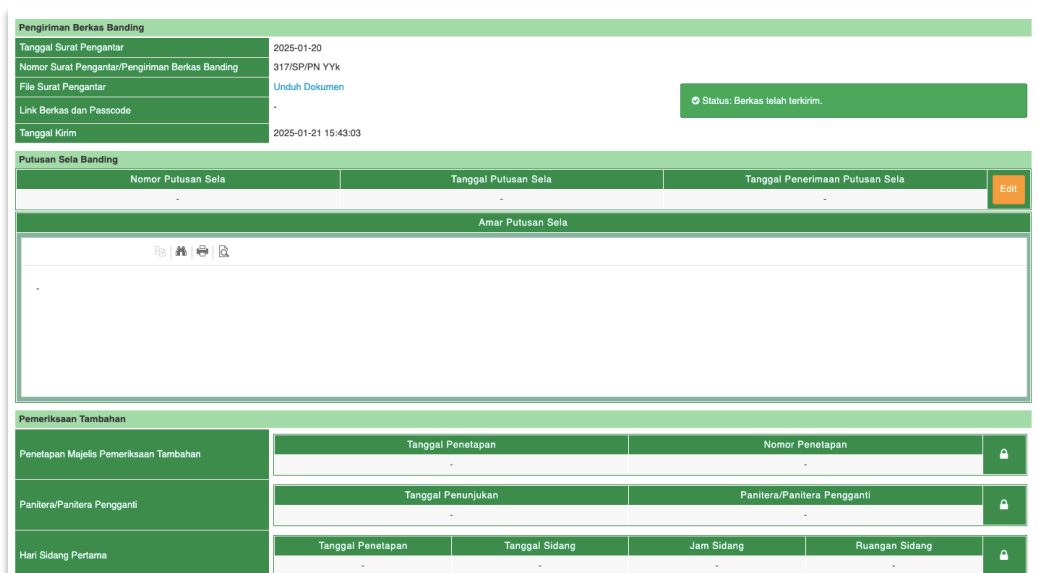 Pengiriman Berkas Banding
Tanggal Surat Pengantar 2025-01-20
Nomor Surat Pengantar/Pengiriman Berkas Banding 317/SP/PN YYk
File Surat Pengantar Unduh Dokumen
Status: Berkas telah terkirim.
Link Berkas dan Passcode -
Tanggal Kirim 2025-01-21 15:43:03
Putusan Sela Banding
Nomor Putusan Sela Tanggal Putusan Sela Tanggal Penerimaan Putusan Sela Edit
- - -
Amar Putusan Sela
-
Pemeriksaan Tambahan
Penetapan Majelis Pemeriksaan Tambahan Tanggal Penetapan Nomor Penetapan
- -
Panitera/Panitera Pengganti Tanggal Penunjukan Panitera/Panitera Pengganti
- -
Hari Sidang Pertama Tanggal Penetapan Tanggal Sidang Jam Sidang Ruangan Sidang
- - - -